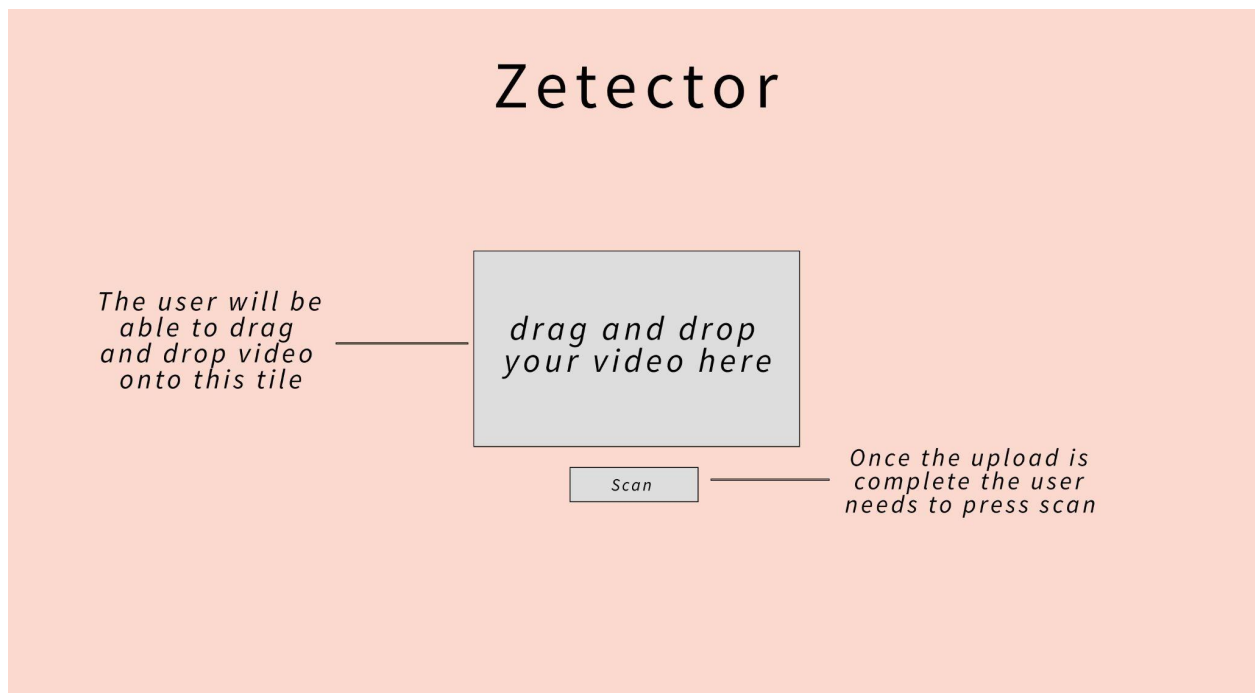 Zetector
The user will be
able to drag
and drop video
onto this tile
drag and drop
your video here
Scan
Once the upload is
complete the user
needs to press scan